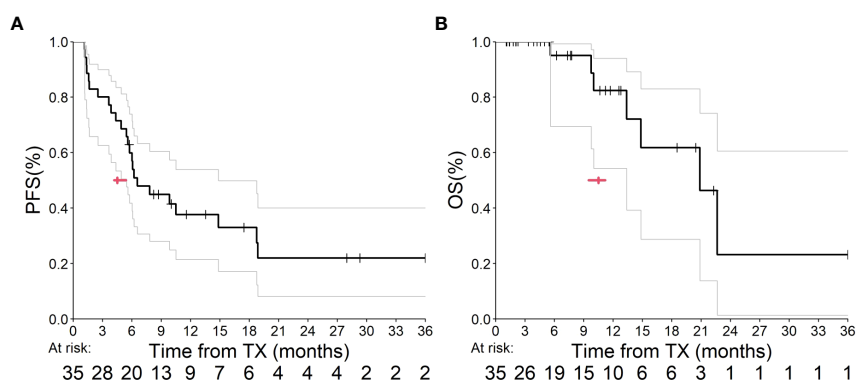 A
PFS(%)
1.0
0.8
0.6
0.4
0.2
0.0
0 3 6 9 12 15 18 21 24 27 30 33 36
At risk: Time from TX (months)
35 28 20 13 9 7 6 4 4 4 2 2 2
B
OS(%)
1.0
0.8
0.6
0.4
0.2
0.0
0 3 6 9 12 15 18 21 24 27 30 33 36
At risk: Time from TX (months)
35 26 19 15 10 6 6 3 1 1 1 1 1